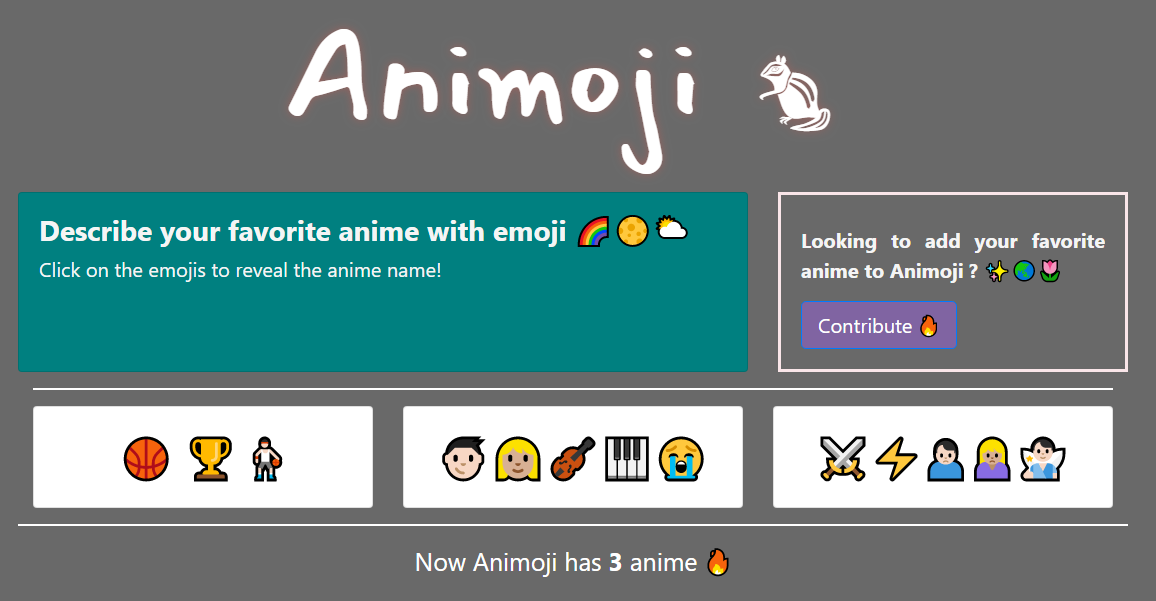 Animoji
Describe your favorite anime with emoji 🌈🌕⛅
Click on the emojis to reveal the anime name!
Looking to add your favorite
anime to Animoji ? ✨🌏🌷
Contribute 🔥
Now Animoji has 3 anime 🔥